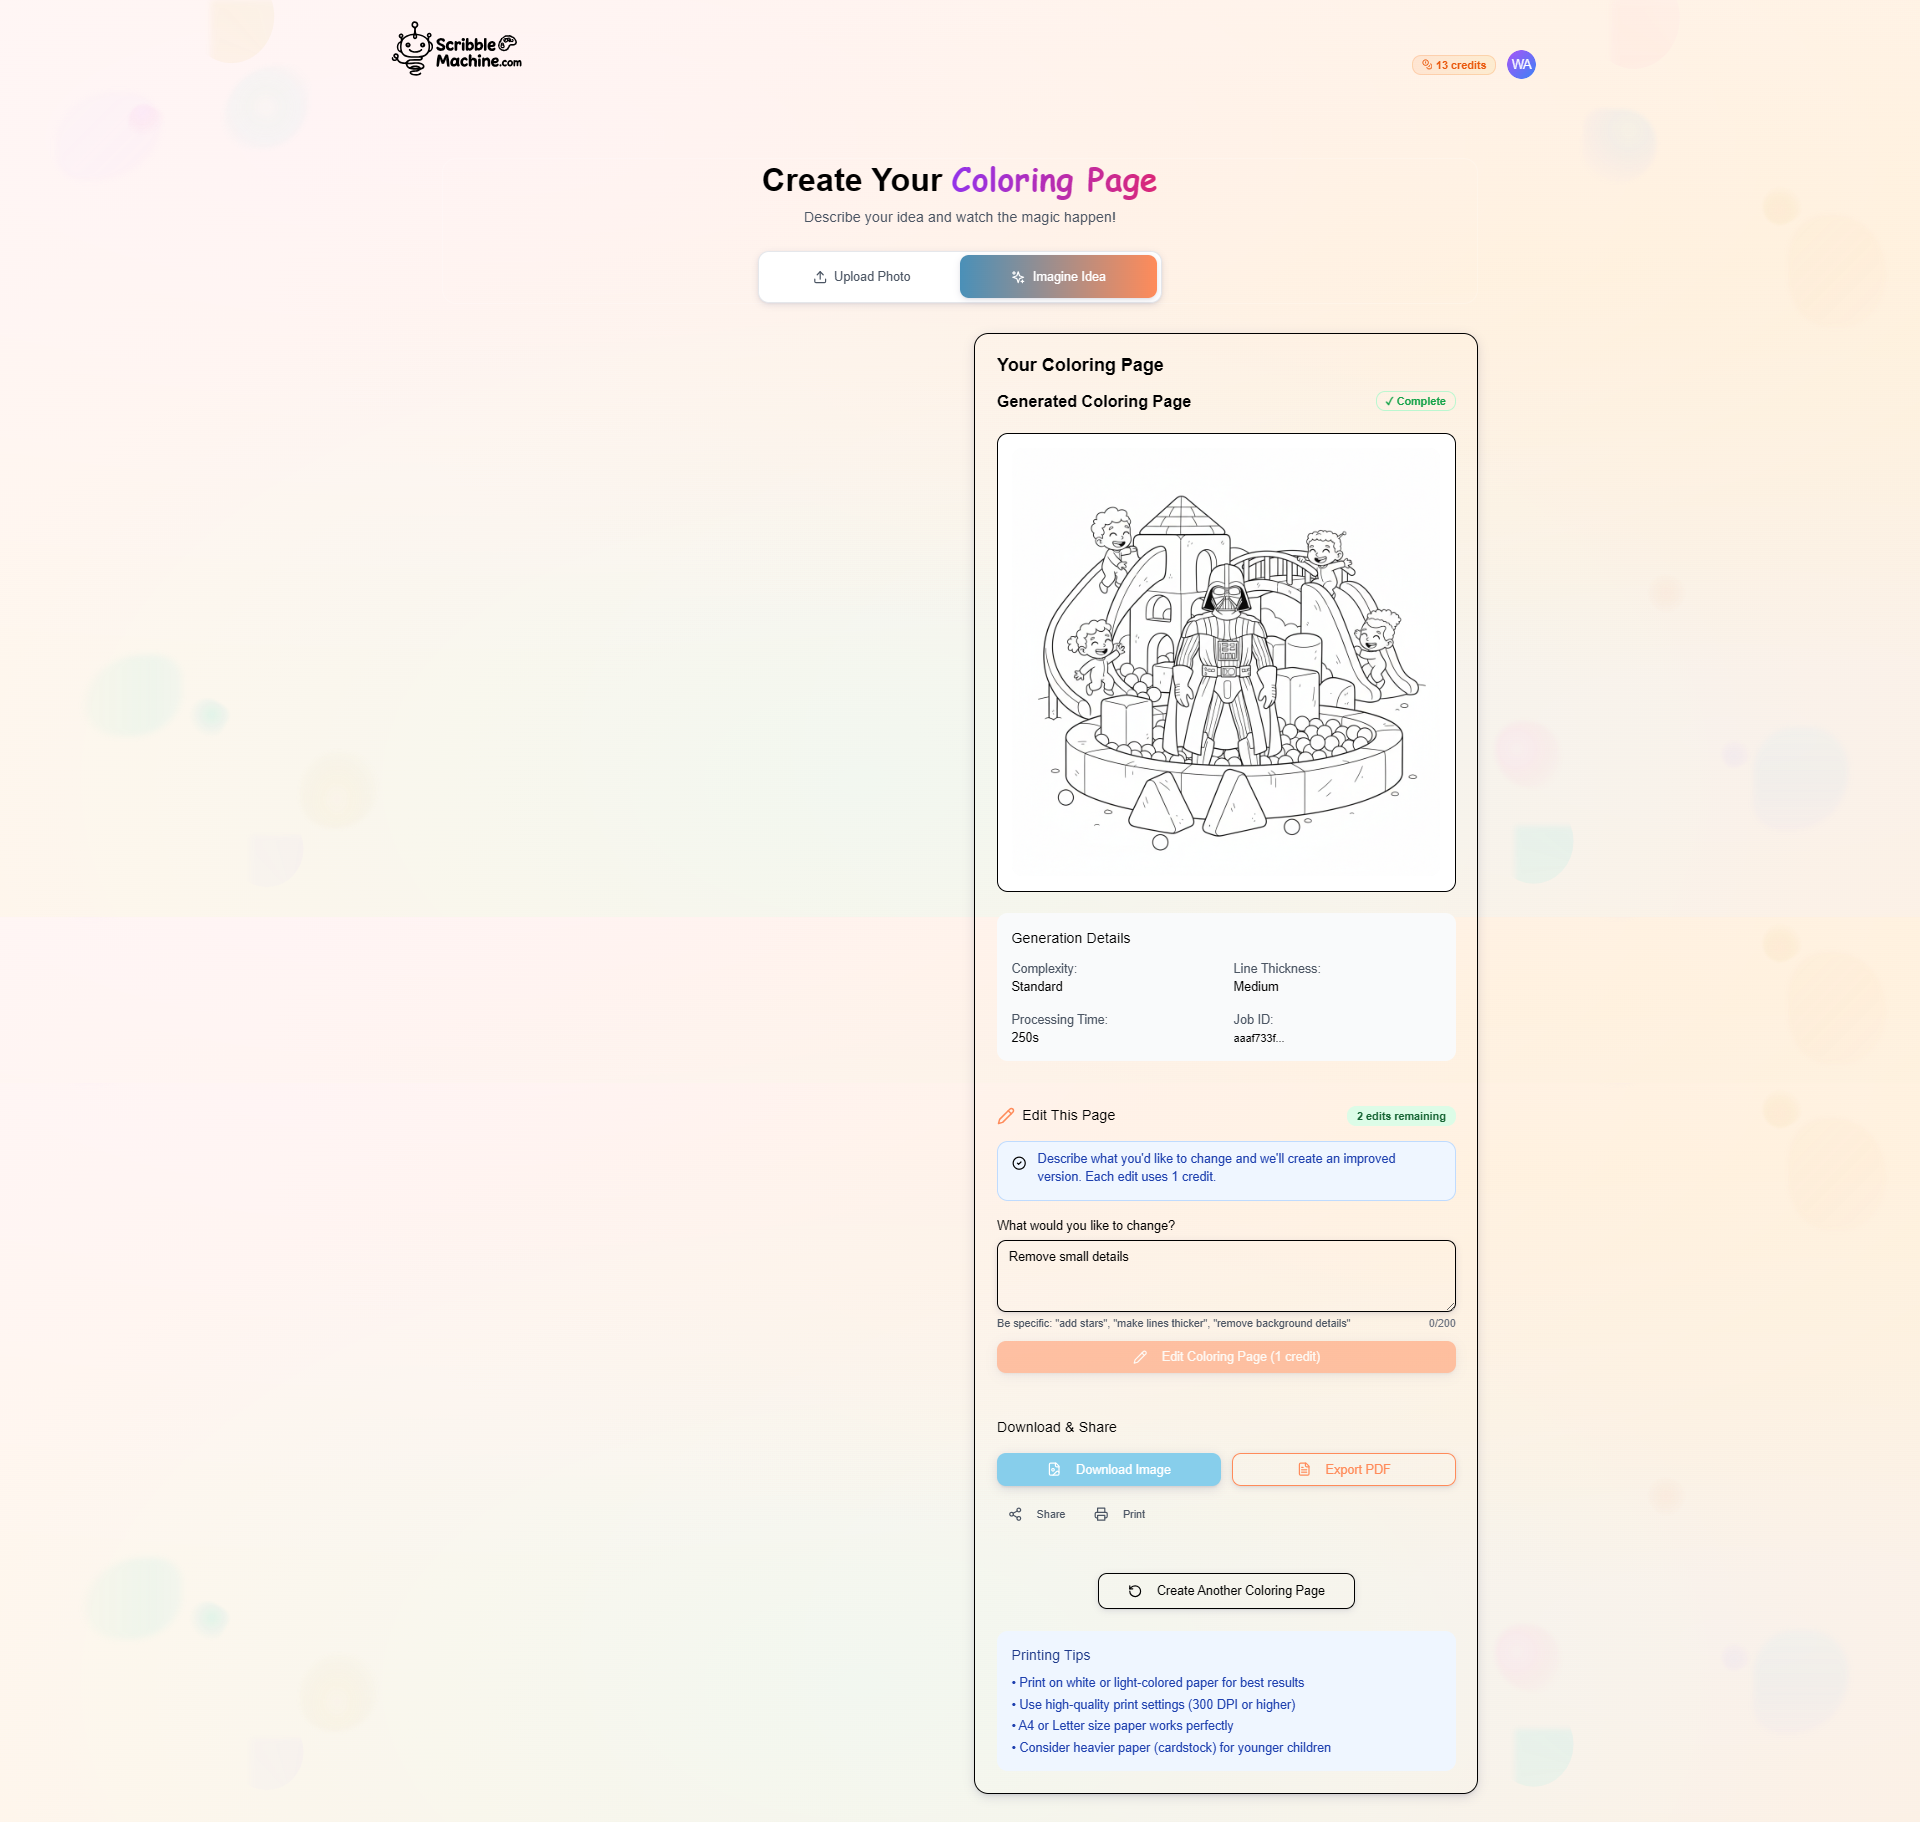 Scribble
Machine.com
13 credits
WA
Create Your Coloring Page
Describe your idea and watch the magic happen!
Upload Photo
Imagine Idea
Your Coloring Page
Generated Coloring Page
✓ Complete
Generation Details
Complexity:
Standard
Line Thickness:
Medium
Processing Time:
250s
Job ID:
aaaf733f...
Edit This Page
2 edits remaining
Describe what you'd like to change and we'll create an improved
version. Each edit uses 1 credit.
What would you like to change?
Remove small details
Be specific: "add stars", "make lines thicker", "remove background details"
0/200
Edit Coloring Page (1 credit)
Download & Share
Download Image
Export PDF
Share
Print
Create Another Coloring Page
Printing Tips
• Print on white or light-colored paper for best results
• Use high-quality print settings (300 DPI or higher)
• A4 or Letter size paper works perfectly
• Consider heavier paper (cardstock) for younger children